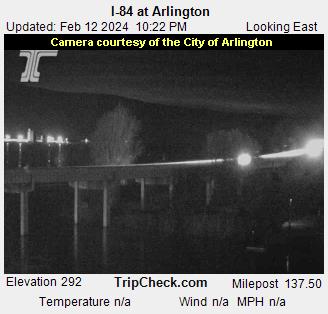 I-84 at Arlington
Updated: Feb 12 2024 10:22 PM Looking East
Camera courtesy of the City of Arlington
Elevation 292 TripCheck.com Milepost 137.50
Temperature n/a Wind n/a MPH n/a